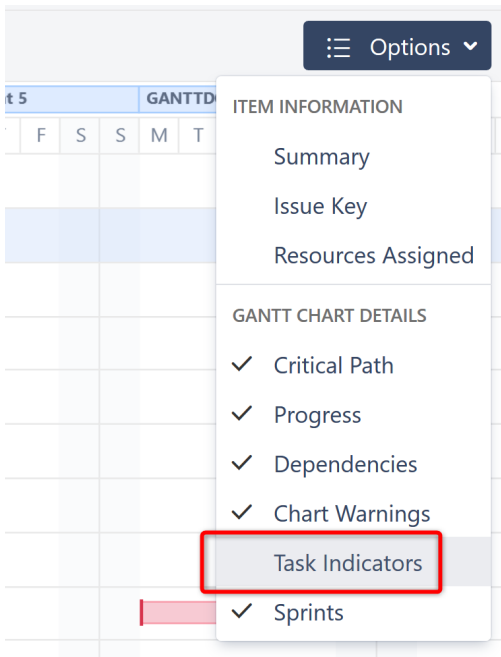 Options
t 5
GANTTD
F S S M T
ITEM INFORMATION
Summary
Issue Key
Resources Assigned
GANTT CHART DETAILS
Critical Path
Progress
Dependencies
Chart Warnings
Task Indicators
Sprints